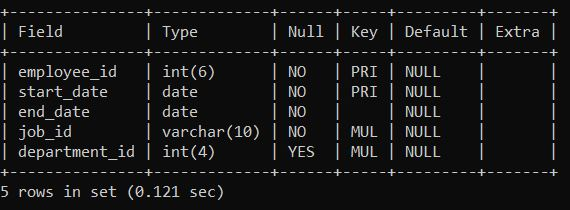 +---------------+-------------+------+-----+---------+-------+
| Field         | Type        | Null | Key | Default | Extra |
+---------------+-------------+------+-----+---------+-------+
| employee_id   | int(6)      | NO   | PRI | NULL    |       |
| start_date    | date        | NO   | PRI | NULL    |       |
| end_date      | date        | NO   |     | NULL    |       |
| job_id        | varchar(10) | NO   | MUL | NULL    |       |
| department_id | int(4)      | YES  | MUL | NULL    |       |
+---------------+-------------+------+-----+---------+-------+
5 rows in set (0.121 sec)